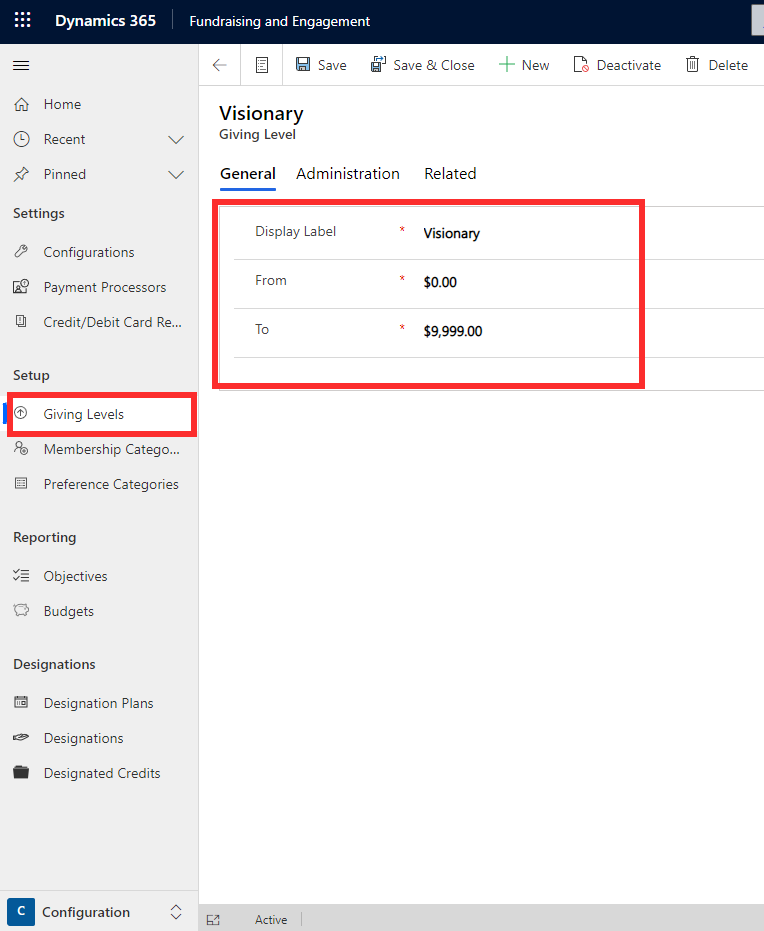 Dynamics 365 Fundraising and Engagement
Save Save & Close New Deactivate Delete
Home
Recent
Pinned
Settings
Configurations
Payment Processors
Credit/Debit Card Re...
Setup
Giving Levels
Membership Catego...
Preference Categories
Reporting
Objectives
Budgets
Designations
Designation Plans
Designations
Designated Credits
C Configuration
Visionary
Giving Level
General Administration Related
Display Label * Visionary
From * $0.00
To * $9,999.00
Active